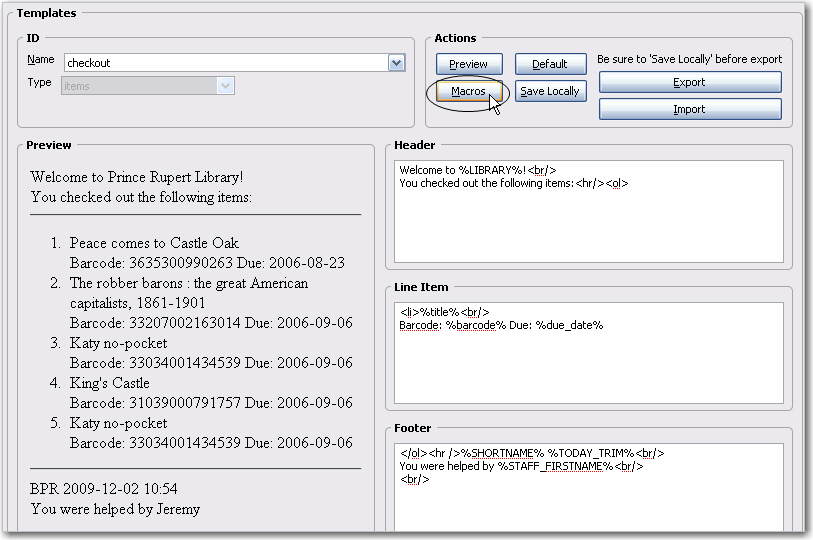 Templates
ID
Name checkout
Type items
Actions
Preview Default
Macros Save Locally
Be sure to 'Save Locally' before export
Export
Import
Preview
Welcome to Prince Rupert Library!
You checked out the following items:
1. Peace comes to Castle Oak
Barcode: 3635300990263 Due: 2006-08-23
2. The robber barons : the great American
capitalists, 1861-1901
Barcode: 33207002163014 Due: 2006-09-06
3. Katy no-pocket
Barcode: 33034001434539 Due: 2006-09-06
4. King's Castle
Barcode: 31039000791757 Due: 2006-09-06
5. Katy no-pocket
Barcode: 33034001434539 Due: 2006-09-06
BPR 2009-12-02 10:54
You were helped by Jeremy
Header
Welcome to %LIBRARY%!<br/>
You checked out the following items:<hr/><ol>
Line Item
<li>%title%<br/>
Barcode: %barcode% Due: %due_date%
Footer
</ol><hr />%SHORTNAME% %TODAY_TRIM%<br/>
You were helped by %STAFF_FIRSTNAME%<br/>
<br/>